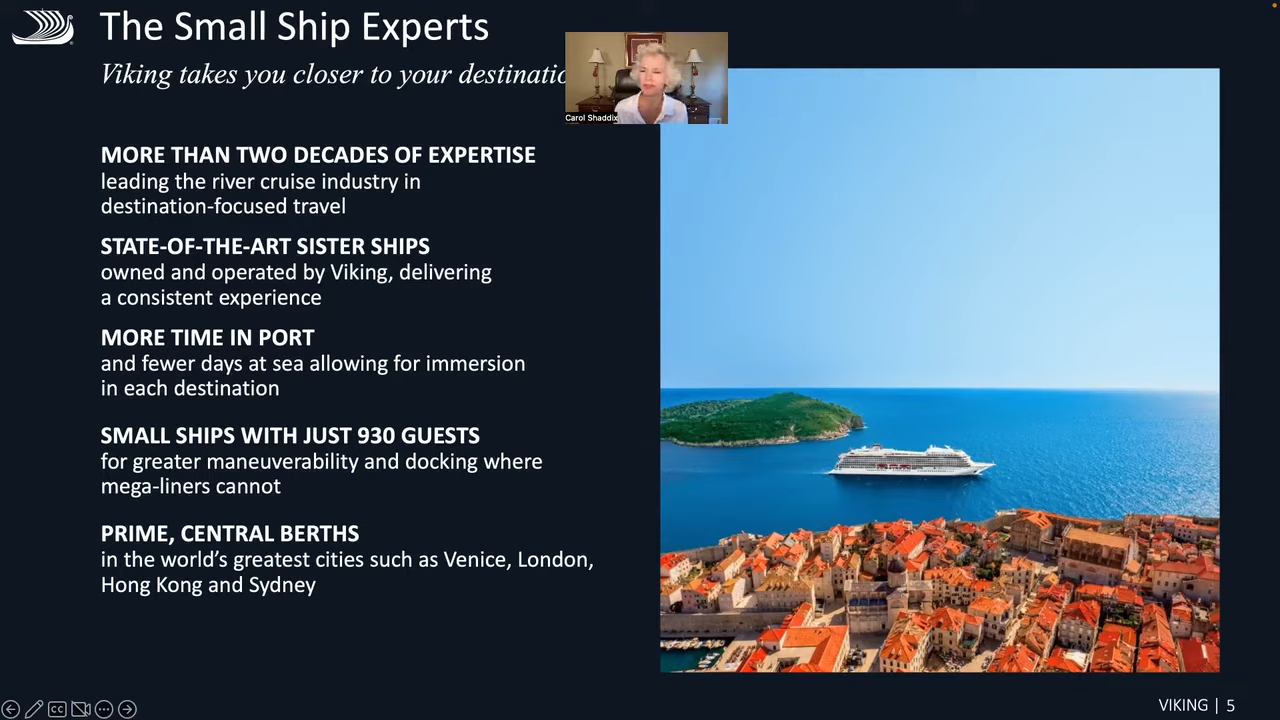 The Small Ship Experts
Viking takes you closer to your
Carol Shaddix
MORE THAN TWO DECADES OF EXPERTISE
leading the river cruise industry in
destination-focused travel
STATE-OF-THE-ART SISTER SHIPS
owned and operated by Viking, delivering
a consistent experience
MORE TIME IN PORT
and fewer days at sea allowing for immersion
in each destination
SMALL SHIPS WITH JUST 930 GUESTS
for greater maneuverability and docking where
mega-liners cannot
PRIME, CENTRAL BERTHS
in the world’s greatest cities such as Venice, London,
Hong Kong and Sydney
CC
VIKING | 5